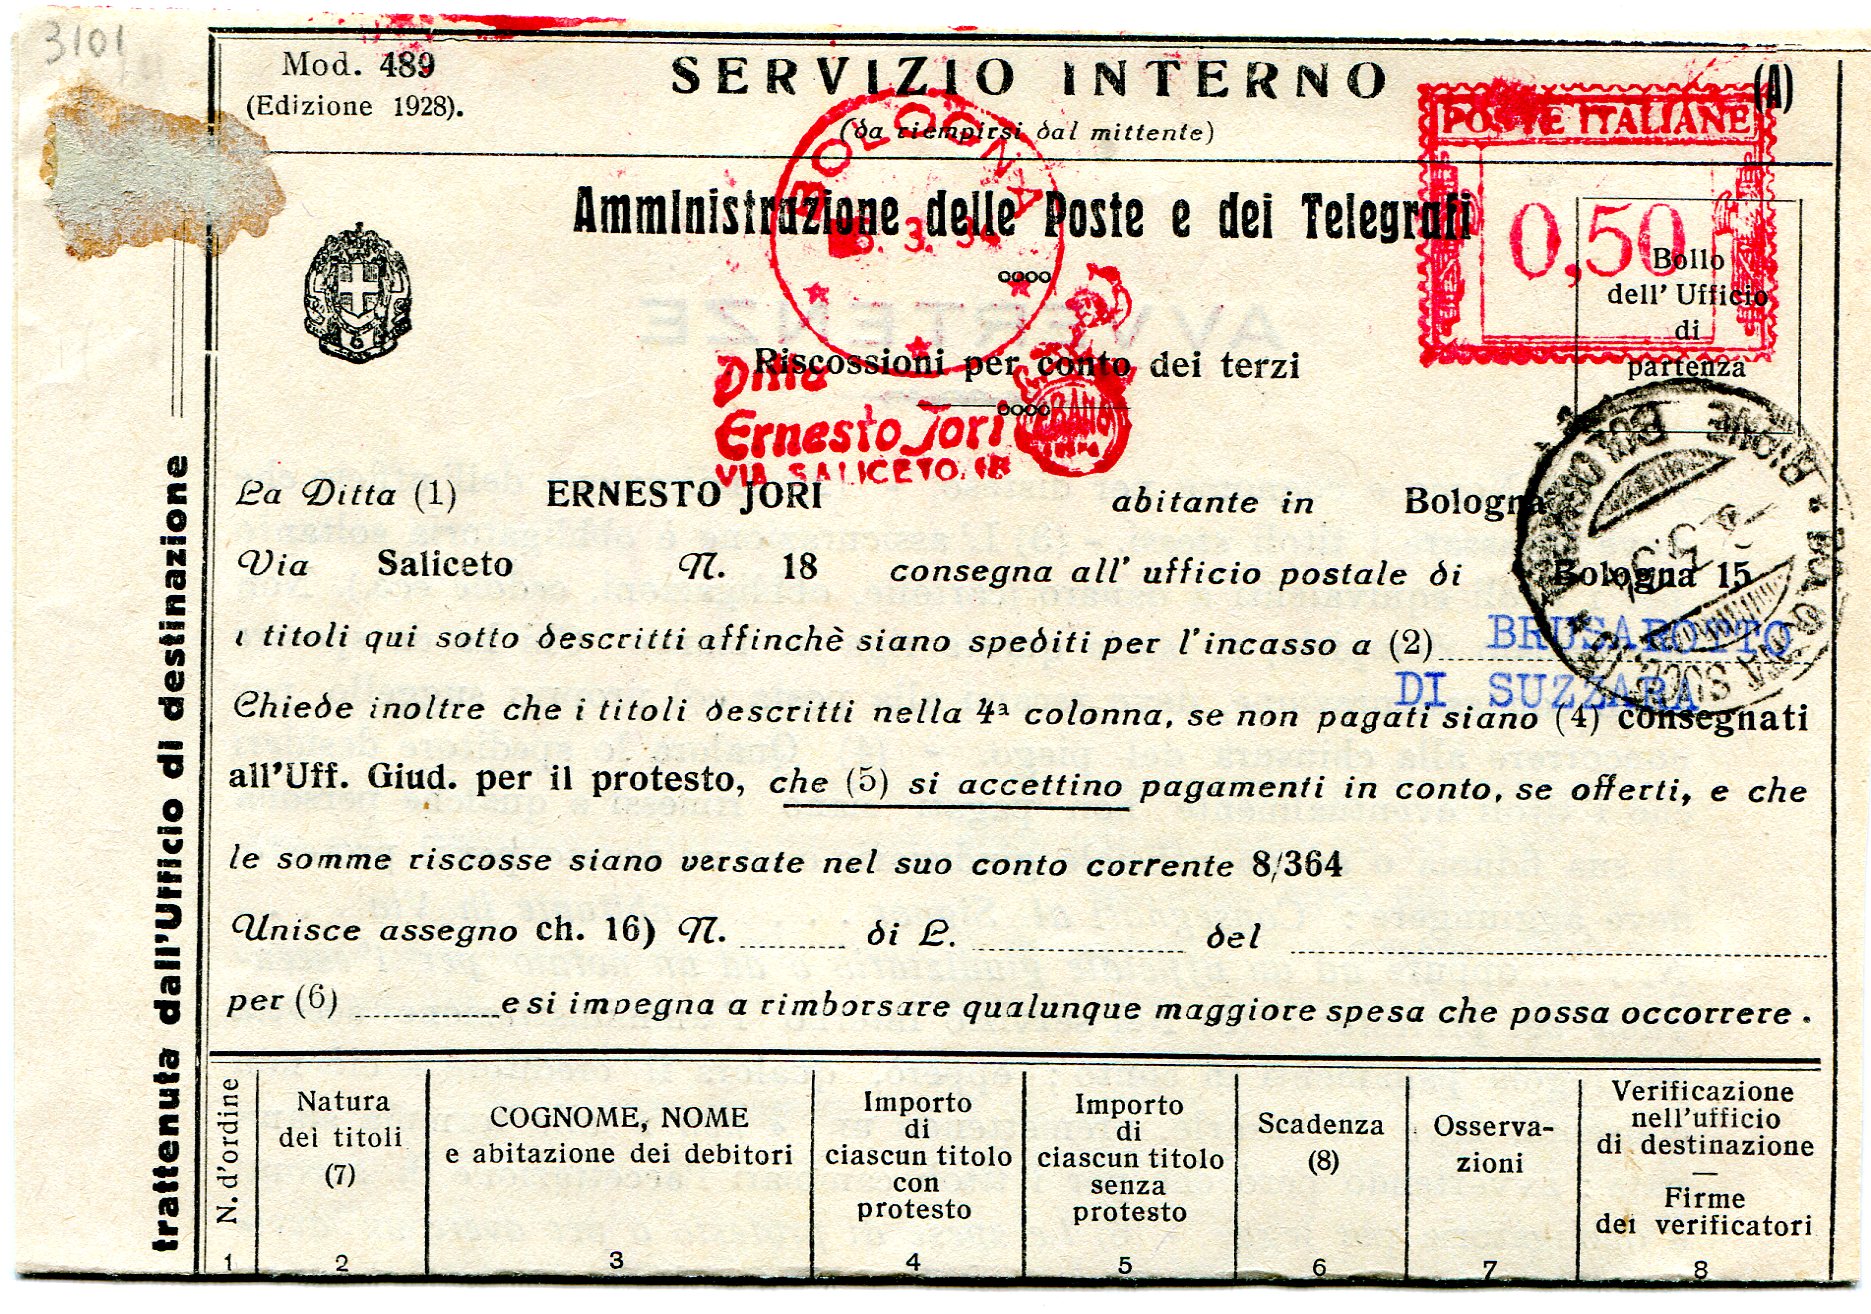 3101
Mod. 489
(Edizione 1928).
SERVIZIO INTERNO
(A)
(da riempirsi dal mittente)
POSTE ITALIANE
0,50
BOLOGNA
Amministrazione delle Poste e dei Telegrafi
oooo
Bollo
dell' Ufficio
di
partenza
Riscossioni per conto dei terzi
oooo
Ditta
Ernesto Jori
VIA SALICETO, 18
La Ditta (1) ERNESTO JORI abitante in Bologna
Via Saliceto N. 18 consegna all' ufficio postale di Bologna 15
i titoli qui sotto descritti affinchè siano spediti per l'incasso a (2) BRUSAROTTO
DI SUZZARA
Chiede inoltre che i titoli descritti nella 4ª colonna, se non pagati siano (4) consegnati
all'Uff. Giud. per il protesto, che (5) si accettino pagamenti in conto, se offerti, e che
le somme riscosse siano versate nel suo conto corrente 8/364
Unisce assegno ch. 16) N. di L. del
per (6) e si impegna a rimborsare qualunque maggiore spesa che possa occorrere.
trattenuta dall'Ufficio di destinazione
N. d'ordine
1
Natura
dei titoli
(7)
2
COGNOME, NOME
e abitazione dei debitori
3
Importo
di
ciascun titolo
con
protesto
4
Importo
di
ciascun titolo
senza
protesto
5
Scadenza
(8)
6
Osserva-
zioni
7
Verificazione
nell'ufficio
di destinazione
Firme
dei verificatori
8